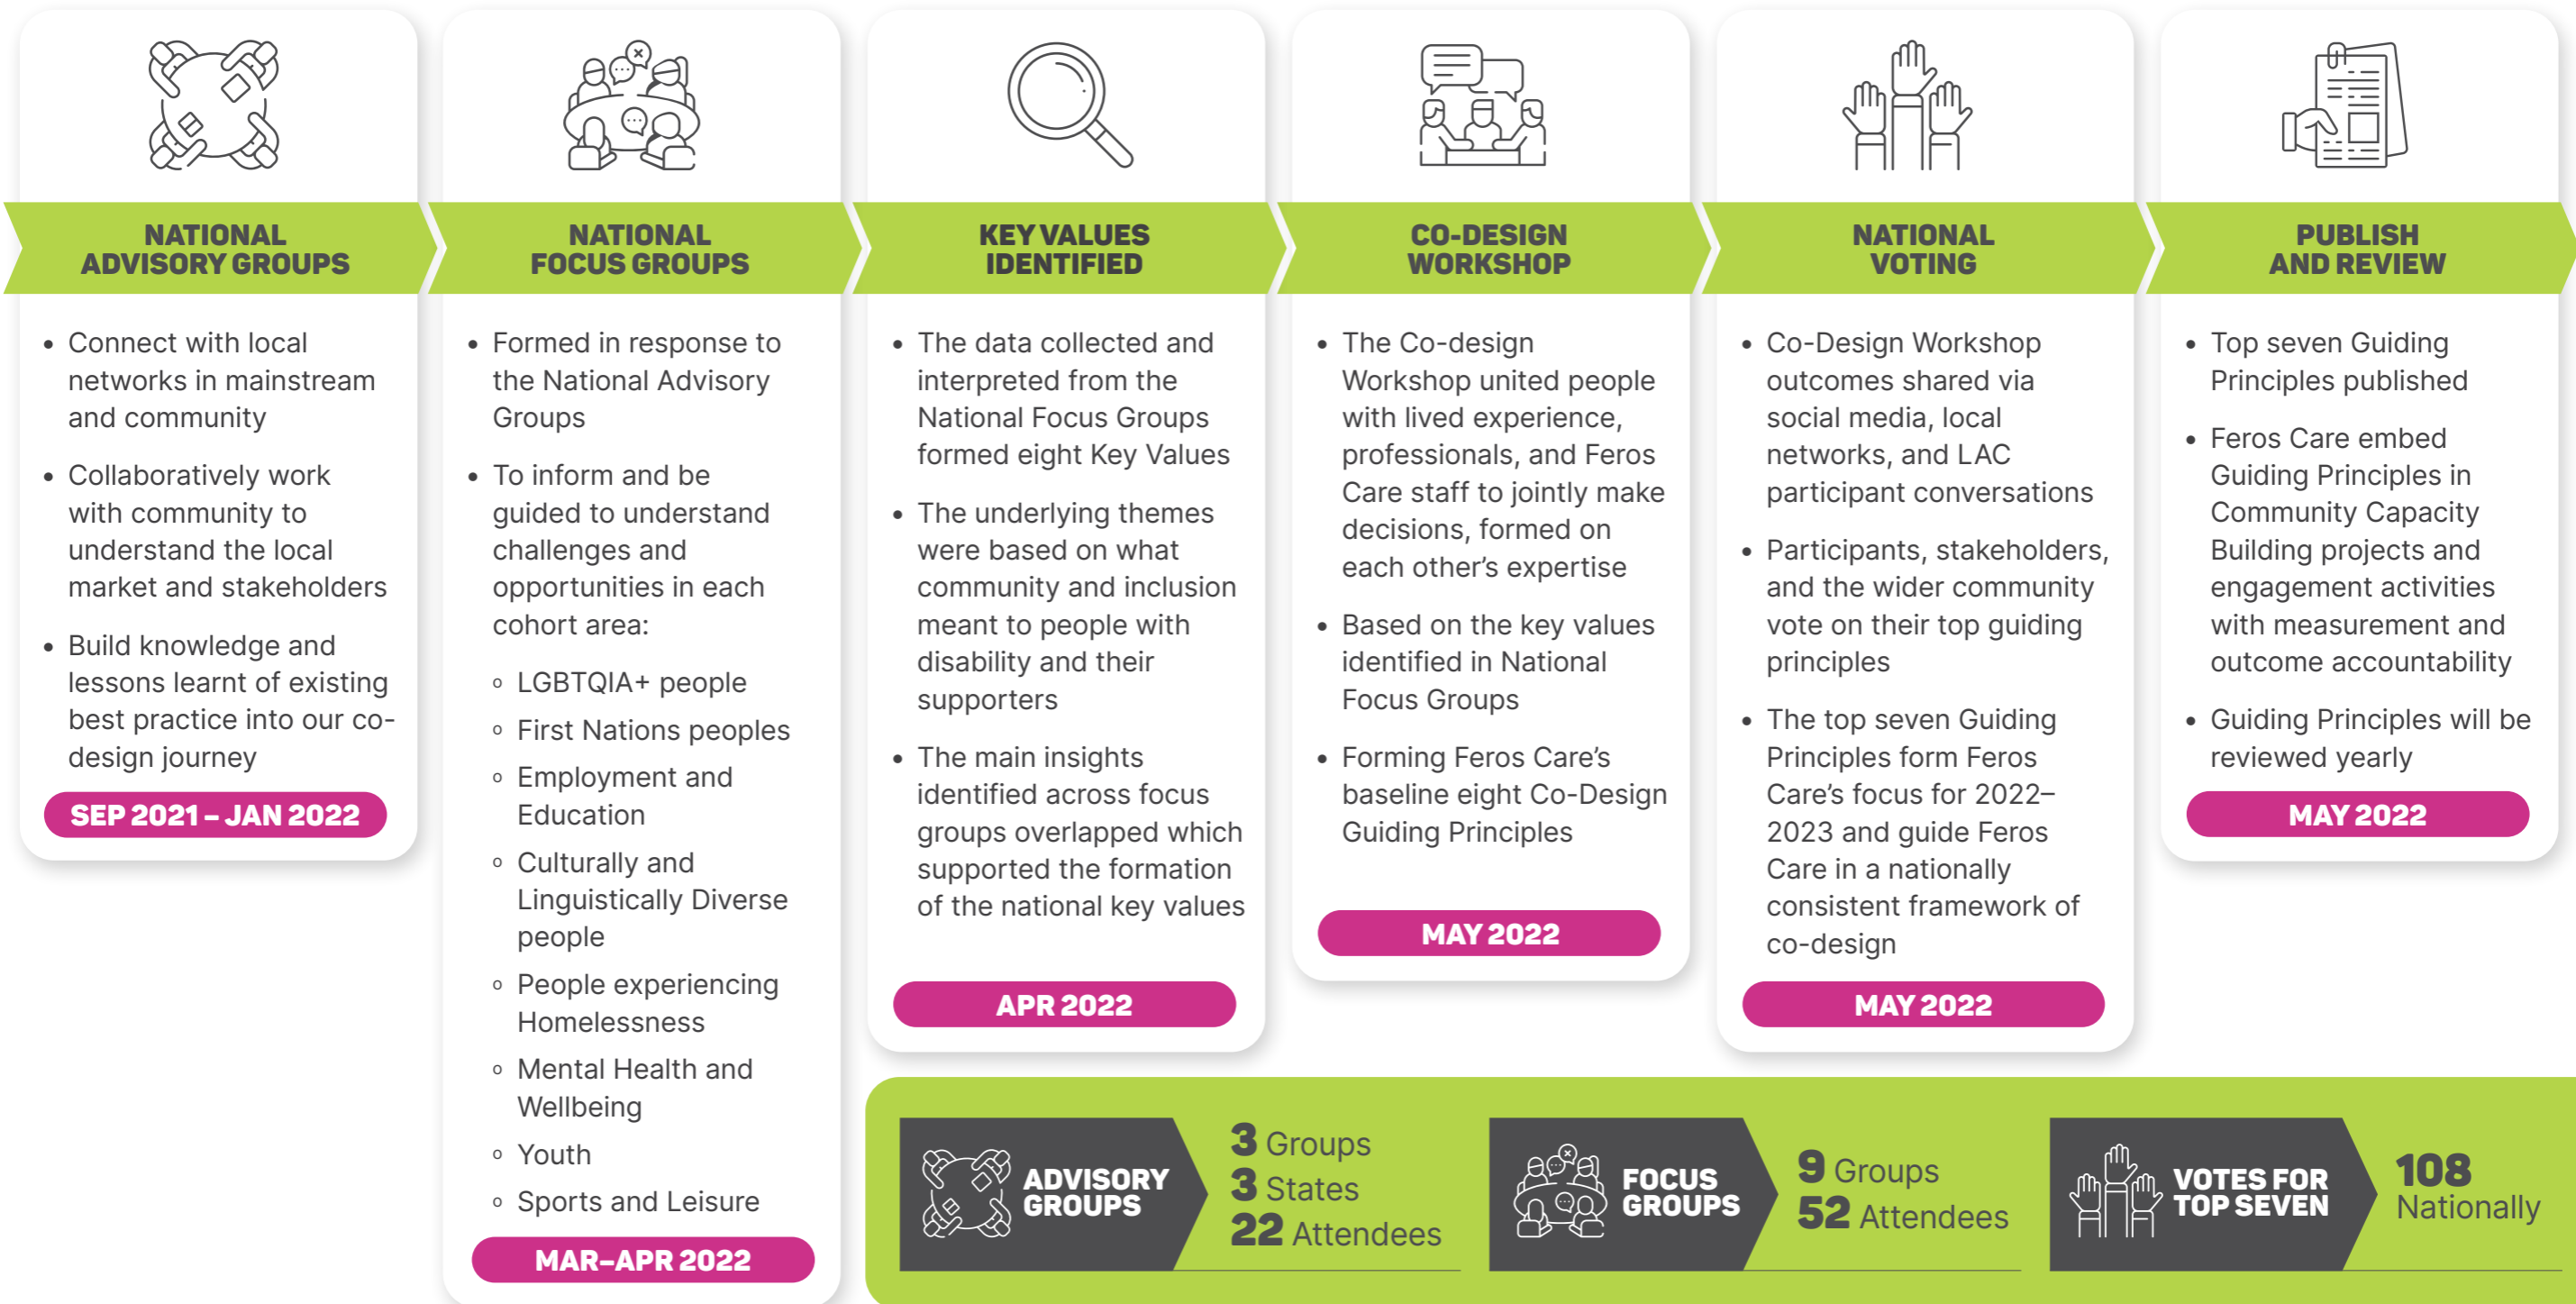 NATIONAL
ADVISORY GROUPS
• Connect with local
networks in mainstream
and community
• Collaboratively work
with community to
understand the local
market and stakeholders
• Build knowledge and
lessons learnt of existing
best practice into our co-
design journey
SEP 2021 – JAN 2022
NATIONAL
FOCUS GROUPS
• Formed in response to
the National Advisory
Groups
• To inform and be
guided to understand
challenges and
opportunities in each
cohort area:
o LGBTQIA+ people
o First Nations peoples
o Employment and
Education
o Culturally and
Linguistically Diverse
people
o People experiencing
Homelessness
o Mental Health and
Wellbeing
o Youth
o Sports and Leisure
MAR–APR 2022
KEY VALUES
IDENTIFIED
• The data collected and
interpreted from the
National Focus Groups
formed eight Key Values
• The underlying themes
were based on what
community and inclusion
meant to people with
disability and their
supporters
• The main insights
identified across focus
groups overlapped which
supported the formation
of the national key values
APR 2022
CO-DESIGN
WORKSHOP
• The Co-design
Workshop united people
with lived experience,
professionals, and Feros
Care staff to jointly make
decisions, formed on
each other’s expertise
• Based on the key values
identified in National
Focus Groups
• Forming Feros Care’s
baseline eight Co-Design
Guiding Principles
MAY 2022
NATIONAL
VOTING
• Co-Design Workshop
outcomes shared via
social media, local
networks, and LAC
participant conversations
• Participants, stakeholders,
and the wider community
vote on their top guiding
principles
• The top seven Guiding
Principles form Feros
Care’s focus for 2022–
2023 and guide Feros
Care in a nationally
consistent framework of
co-design
MAY 2022
PUBLISH
AND REVIEW
• Top seven Guiding
Principles published
• Feros Care embed
Guiding Principles in
Community Capacity
Building projects and
engagement activities
with measurement and
outcome accountability
• Guiding Principles will be
reviewed yearly
MAY 2022
ADVISORY
GROUPS
3 Groups
3 States
22 Attendees
FOCUS
GROUPS
9 Groups
52 Attendees
VOTES FOR
TOP SEVEN
108
Nationally